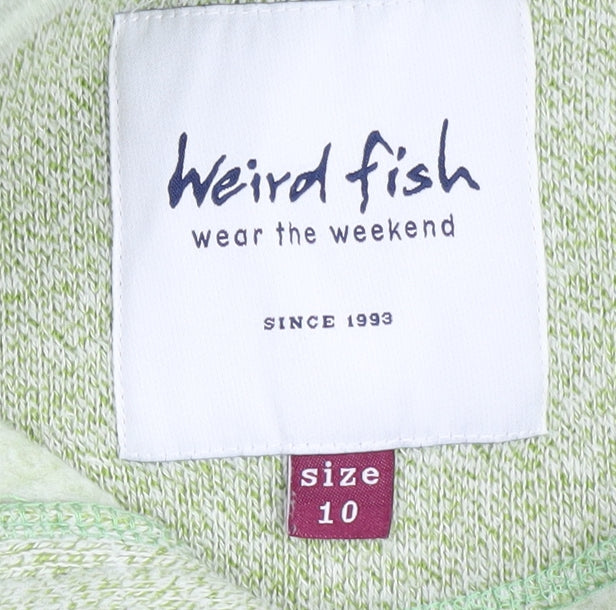 Weird fish
wear the weekend
SINCE 1993
size
10